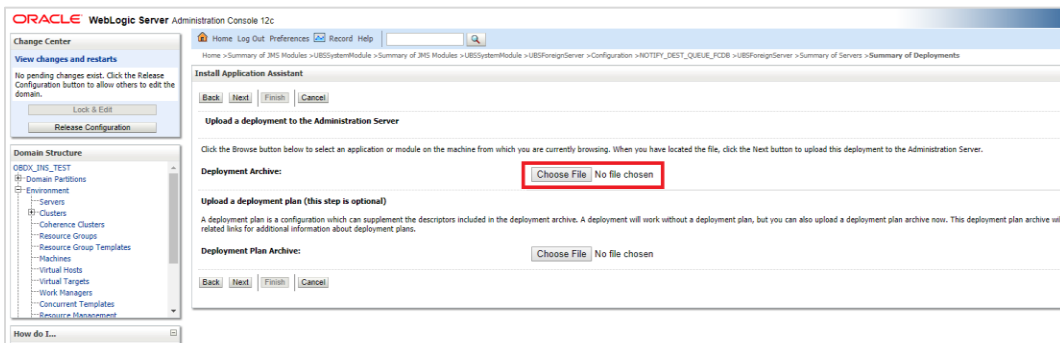 ORACLE WebLogic Server Administration Console 12c
Change Center
View changes and restarts
No pending changes exist. Click the Release
Configuration button to allow others to edit the
domain.
Lock & Edit
Release Configuration
Domain Structure
OBDX_INS_TEST
Domain Partitions
Environment
Servers
Clusters
Coherence Clusters
Resource Groups
Resource Group Templates
Machines
Virtual Hosts
Virtual Targets
Work Managers
Concurrent Templates
Resource Management
How do I...
Home Log Out Preferences Record Help
Home >Summary of JMS Modules >UBSSystemModule >Summary of JMS Modules >UBSSystemModule >UBSForeignServer >Configuration >NOTIFY_DEST_QUEUE_FCDB >UBSForeignServer >Summary of Servers >Summary of Deployments
Install Application Assistant
Back Next Finish Cancel
Upload a deployment to the Administration Server
Click the Browse button below to select an application or module on the machine from which you are currently browsing. When you have located the file, click the Next button to upload this deployment to the Administration Server.
Deployment Archive: Choose File No file chosen
Upload a deployment plan (this step is optional)
A deployment plan is a configuration which can supplement the descriptors included in the deployment archive. A deployment will work without a deployment plan, but you can also upload a deployment plan archive now. This deployment plan archive wi
related links for additional information about deployment plans.
Deployment Plan Archive: Choose File No file chosen
Back Next Finish Cancel